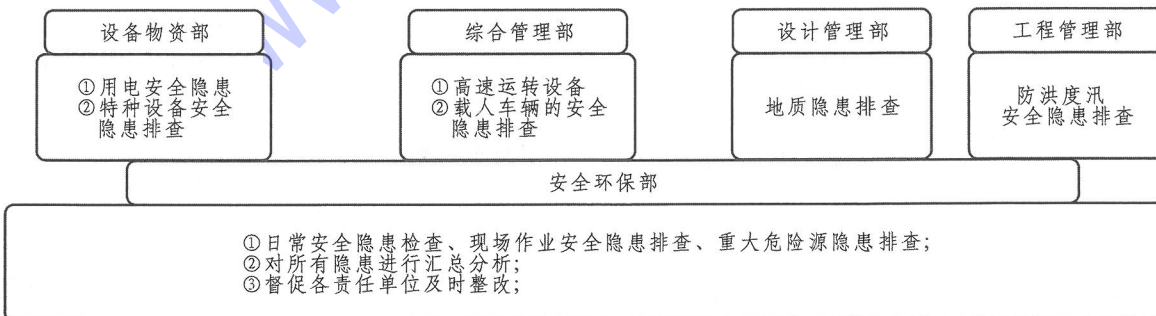 设备物资部
①用电安全隐患
②特种设备安全
隐患排查
综合管理部
①高速运转设备
②载人车辆的安全
隐患排查
设计管理部
地质隐患排查
工程管理部
防洪度汛
安全隐患排查
安全环保部
①日常安全隐患检查、现场作业安全隐患排查、重大危险源隐患排查;
②对所有隐患进行汇总分析;
③督促各责任单位及时整改;